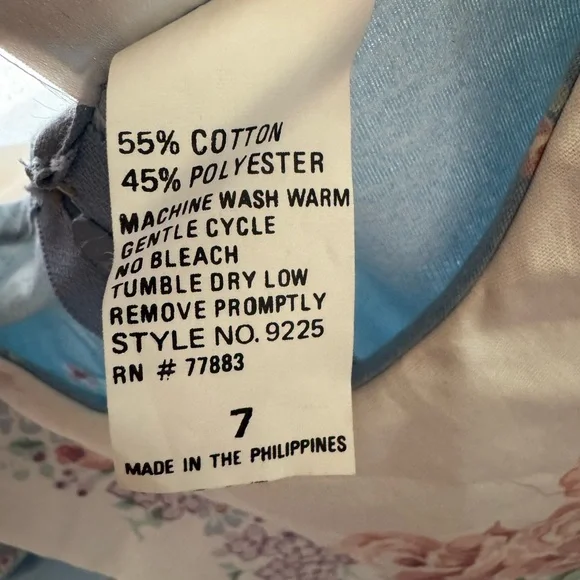 55% COTTON
45% POLYESTER
MACHINE WASH WARM
GENTLE CYCLE
NO BLEACH
TUMBLE DRY LOW
REMOVE PROMPTLY
STYLE NO. 9225
RN # 77883
7
MADE IN THE PHILIPPINES